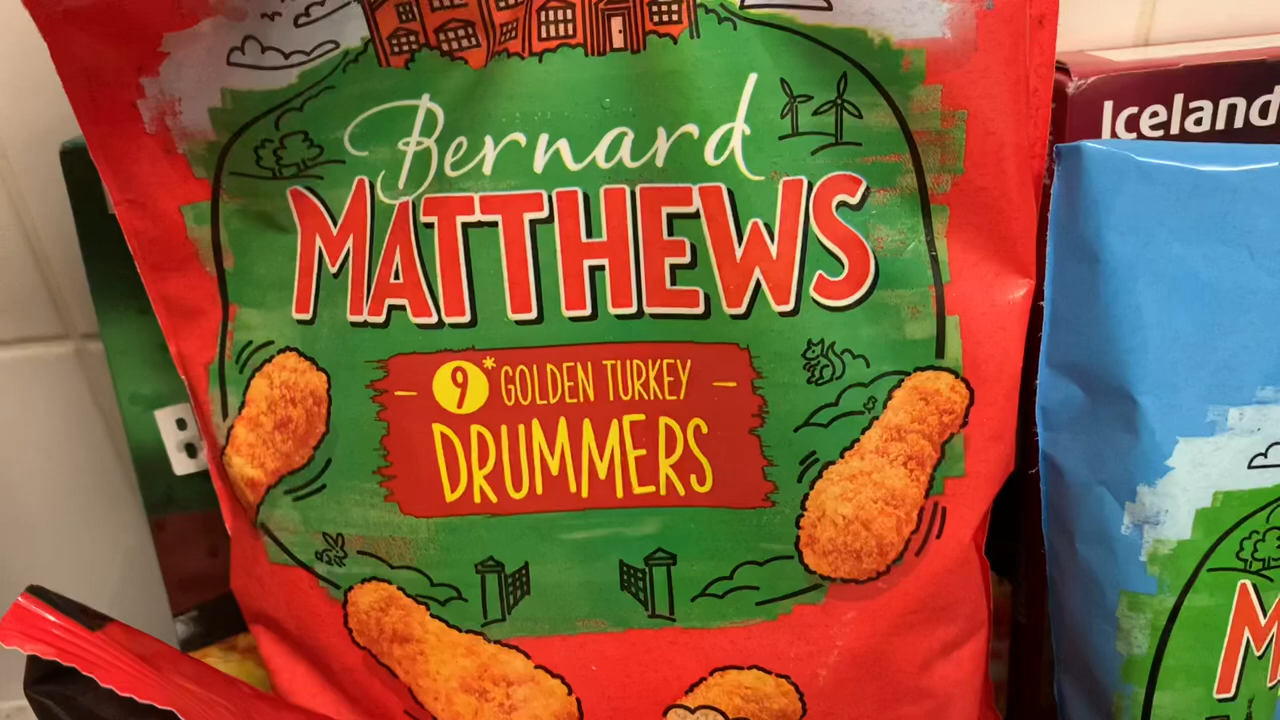 Bernard
MATTHEWS
9* GOLDEN TURKEY
DRUMMERS
Iceland
M